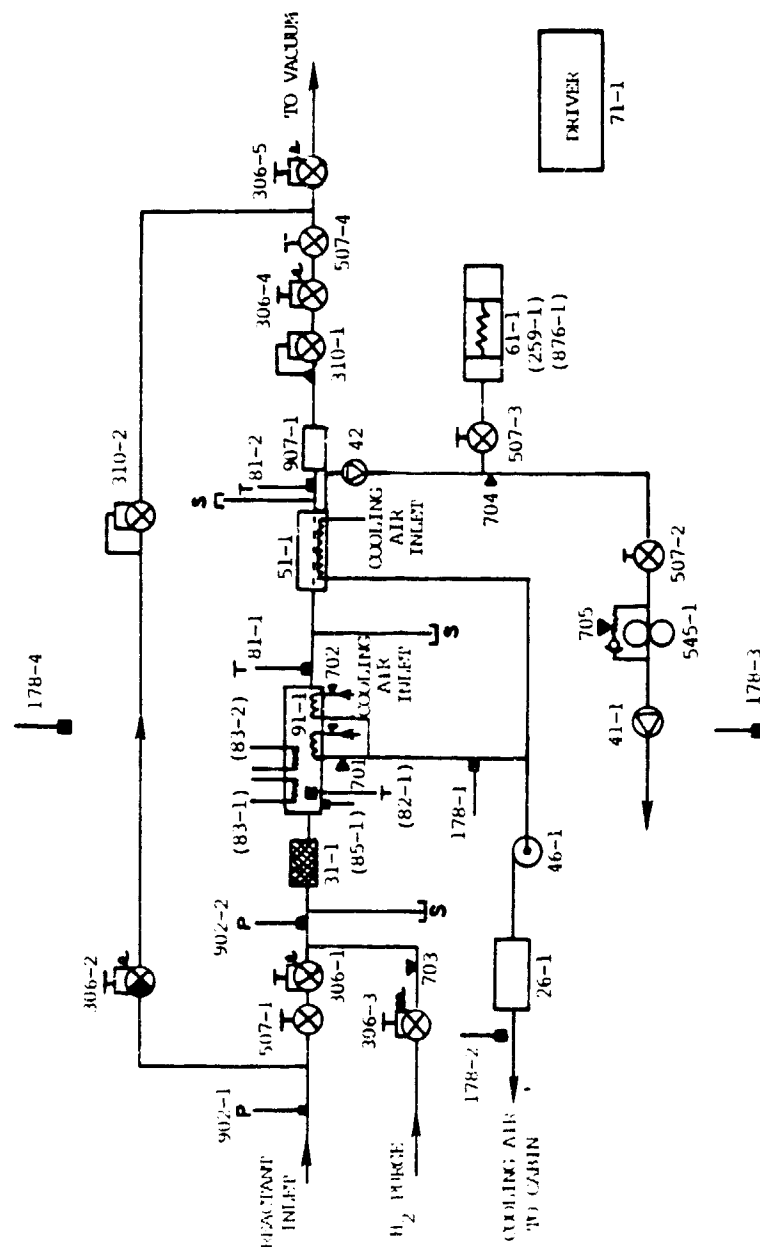 178-4
306-2
310-2
902-1
P
507-1
306-1
902-2
P
S
31-1
(83-1)
(83-2)
91-1
(85-1)
T
(82-1)
701
702
COOLING
AIR
INLET
T
81-1
S
51-1
COOLING
AIR
INLET
S
T
81-2
907-1
42
310-1
306-4
507-4
306-5
TO VACUUM
REACTANT
INLET
H2 PURGE
306-3
703
178-1
704
507-3
61-1
(259-1)
(876-1)
DRIVER
71-1
COOLING AIR
TO CABIN
178-2
26-1
46-1
41-1
705
545-1
507-2
178-3